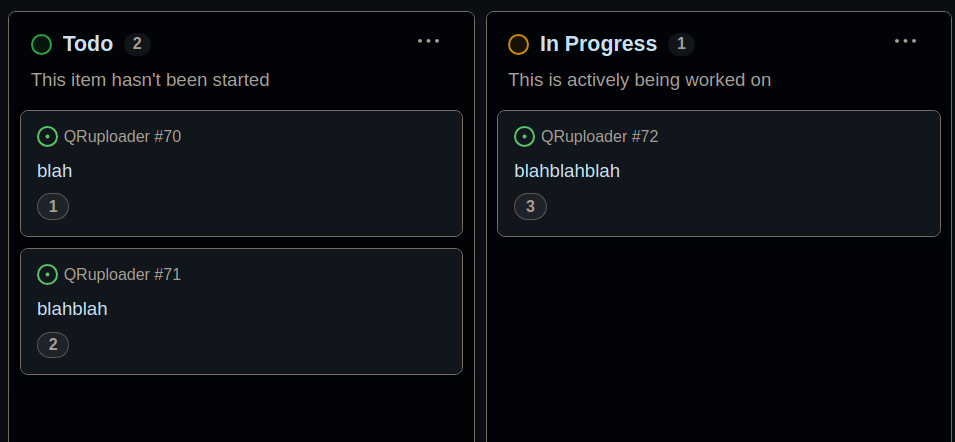 Todo 2
This item hasn't been started
QRuploader #70
blah
1
QRuploader #71
blahblah
2
In Progress 1
This is actively being worked on
QRuploader #72
blahblahblah
3